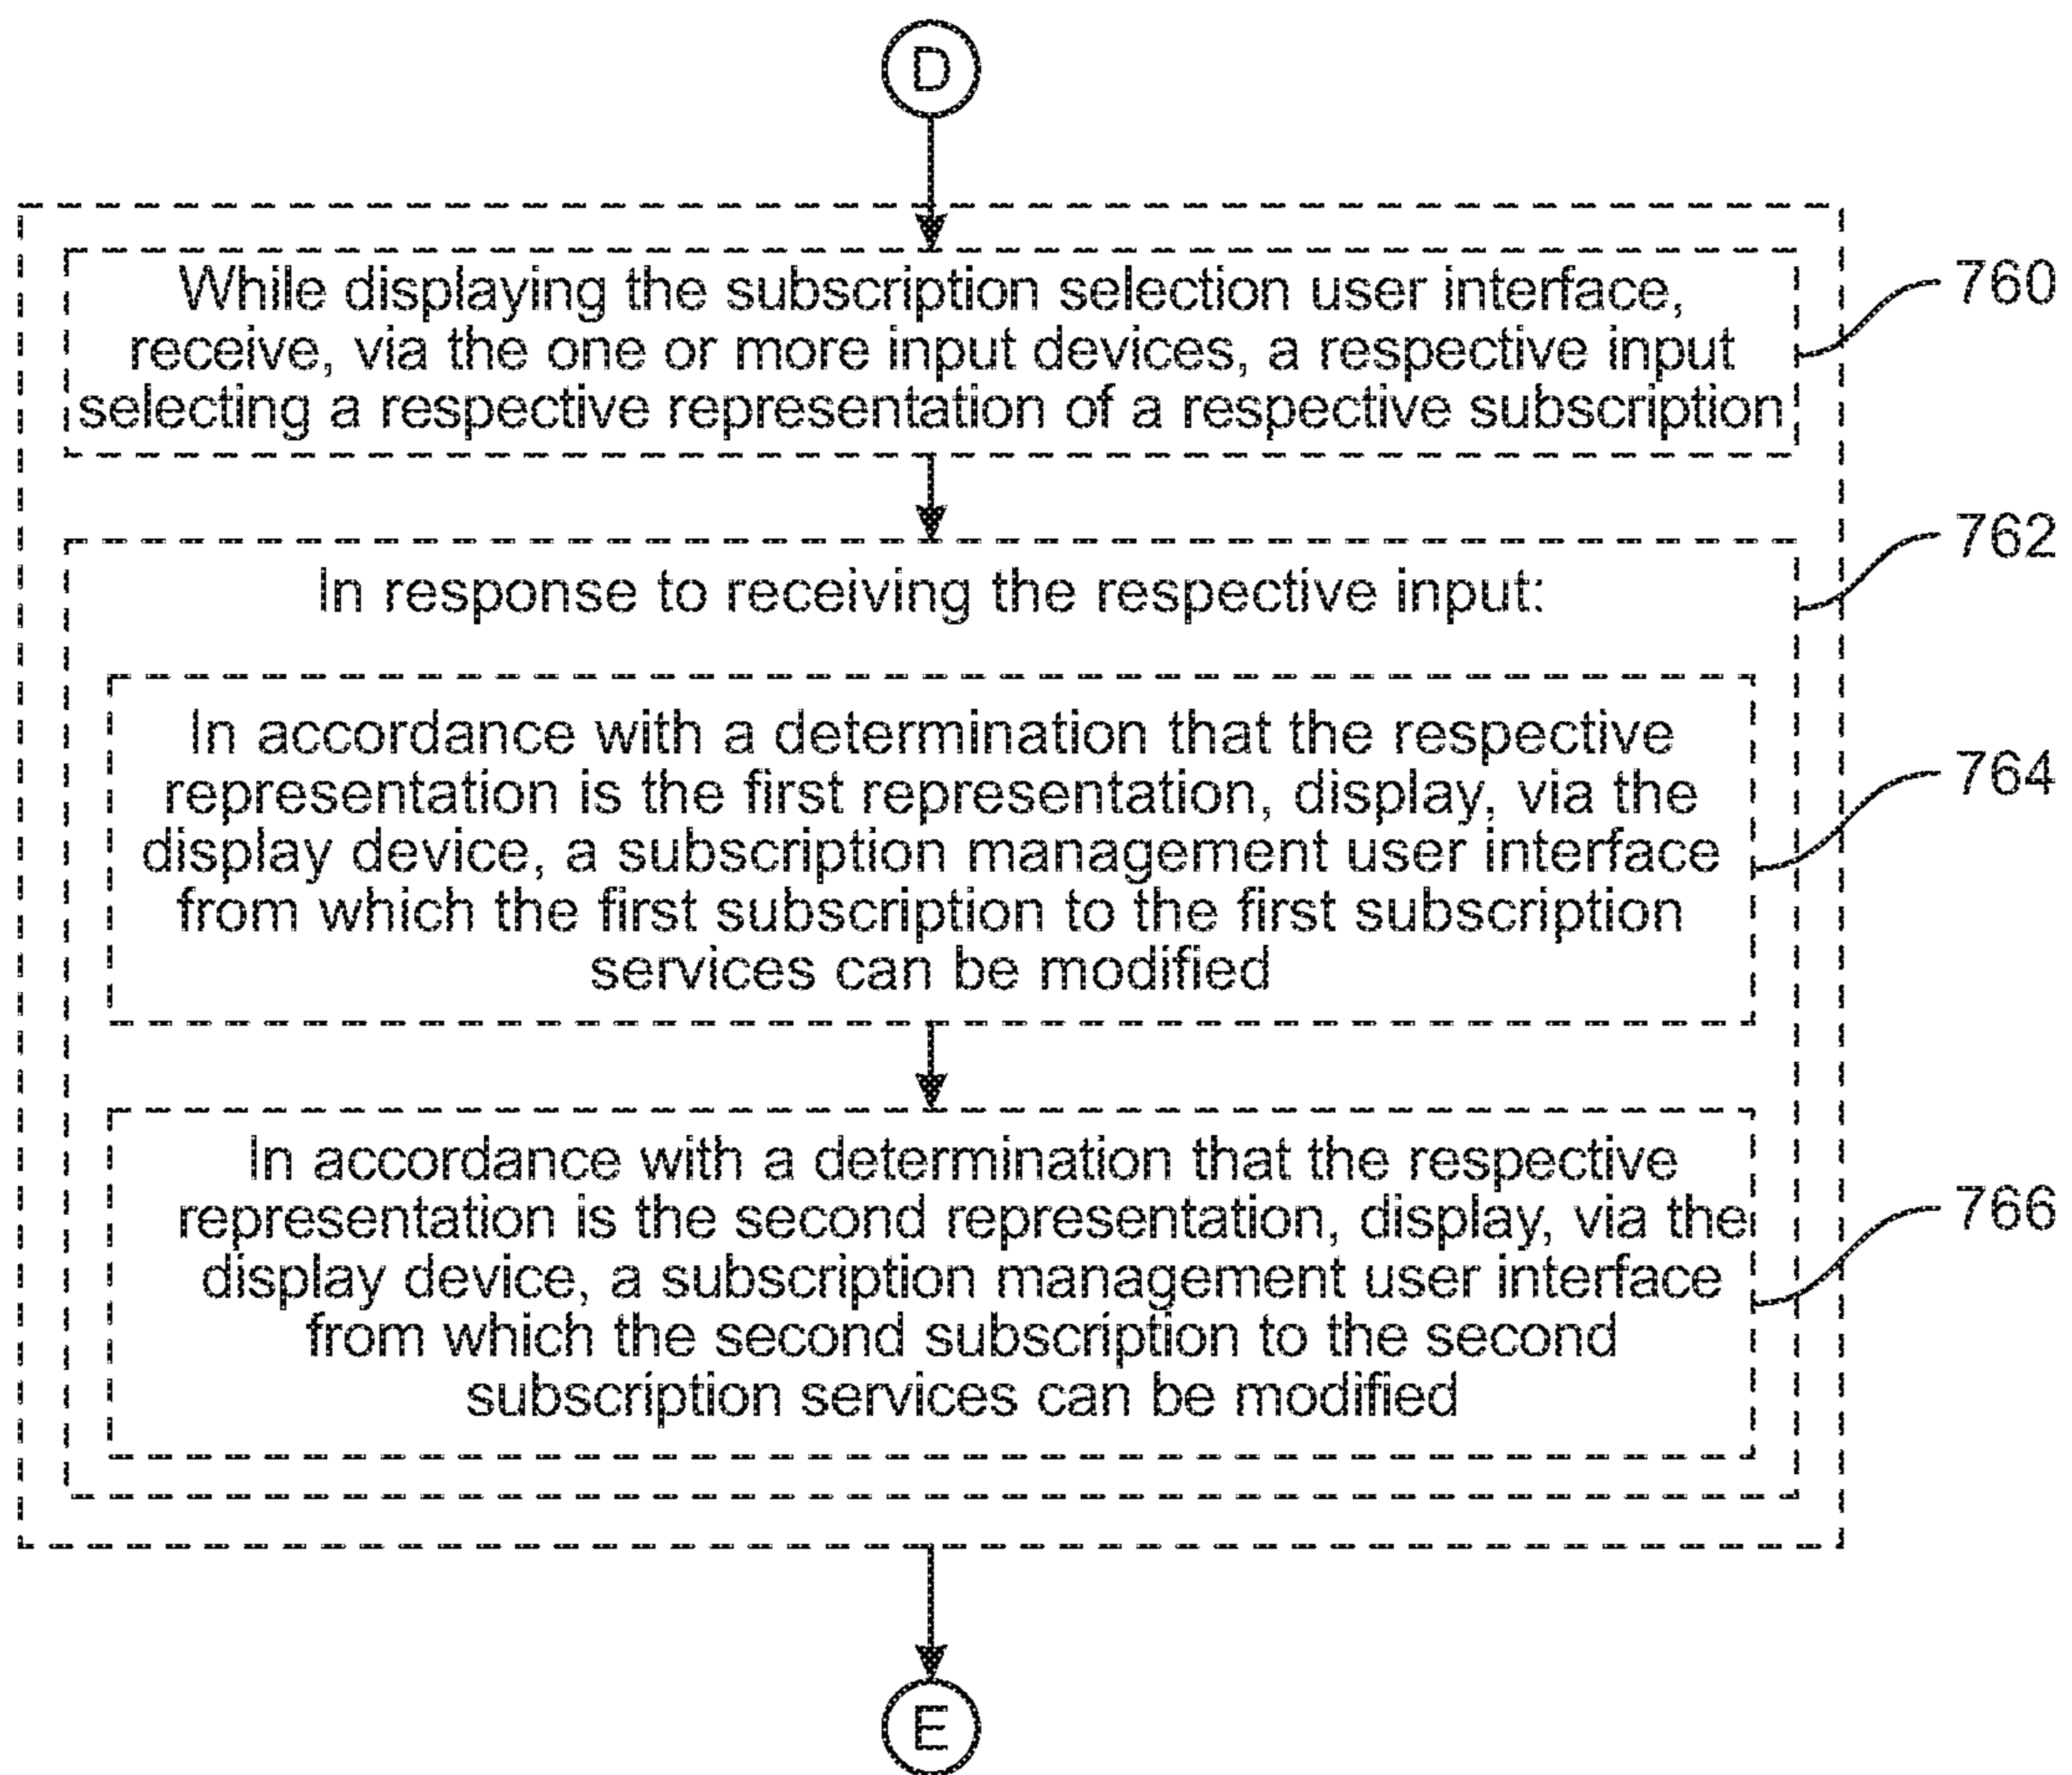 D
While displaying the subscription selection user interface,
receive, via the one or more input devices, a respective input
selecting a respective representation of a respective subscription
760
In response to receiving the respective input:
762
In accordance with a determination that the respective
representation is the first representation, display, via the
display device, a subscription management user interface
from which the first subscription to the first subscription
services can be modified
764
In accordance with a determination that the respective
representation is the second representation, display, via the
display device, a subscription management user interface
from which the second subscription to the second
subscription services can be modified
766
E